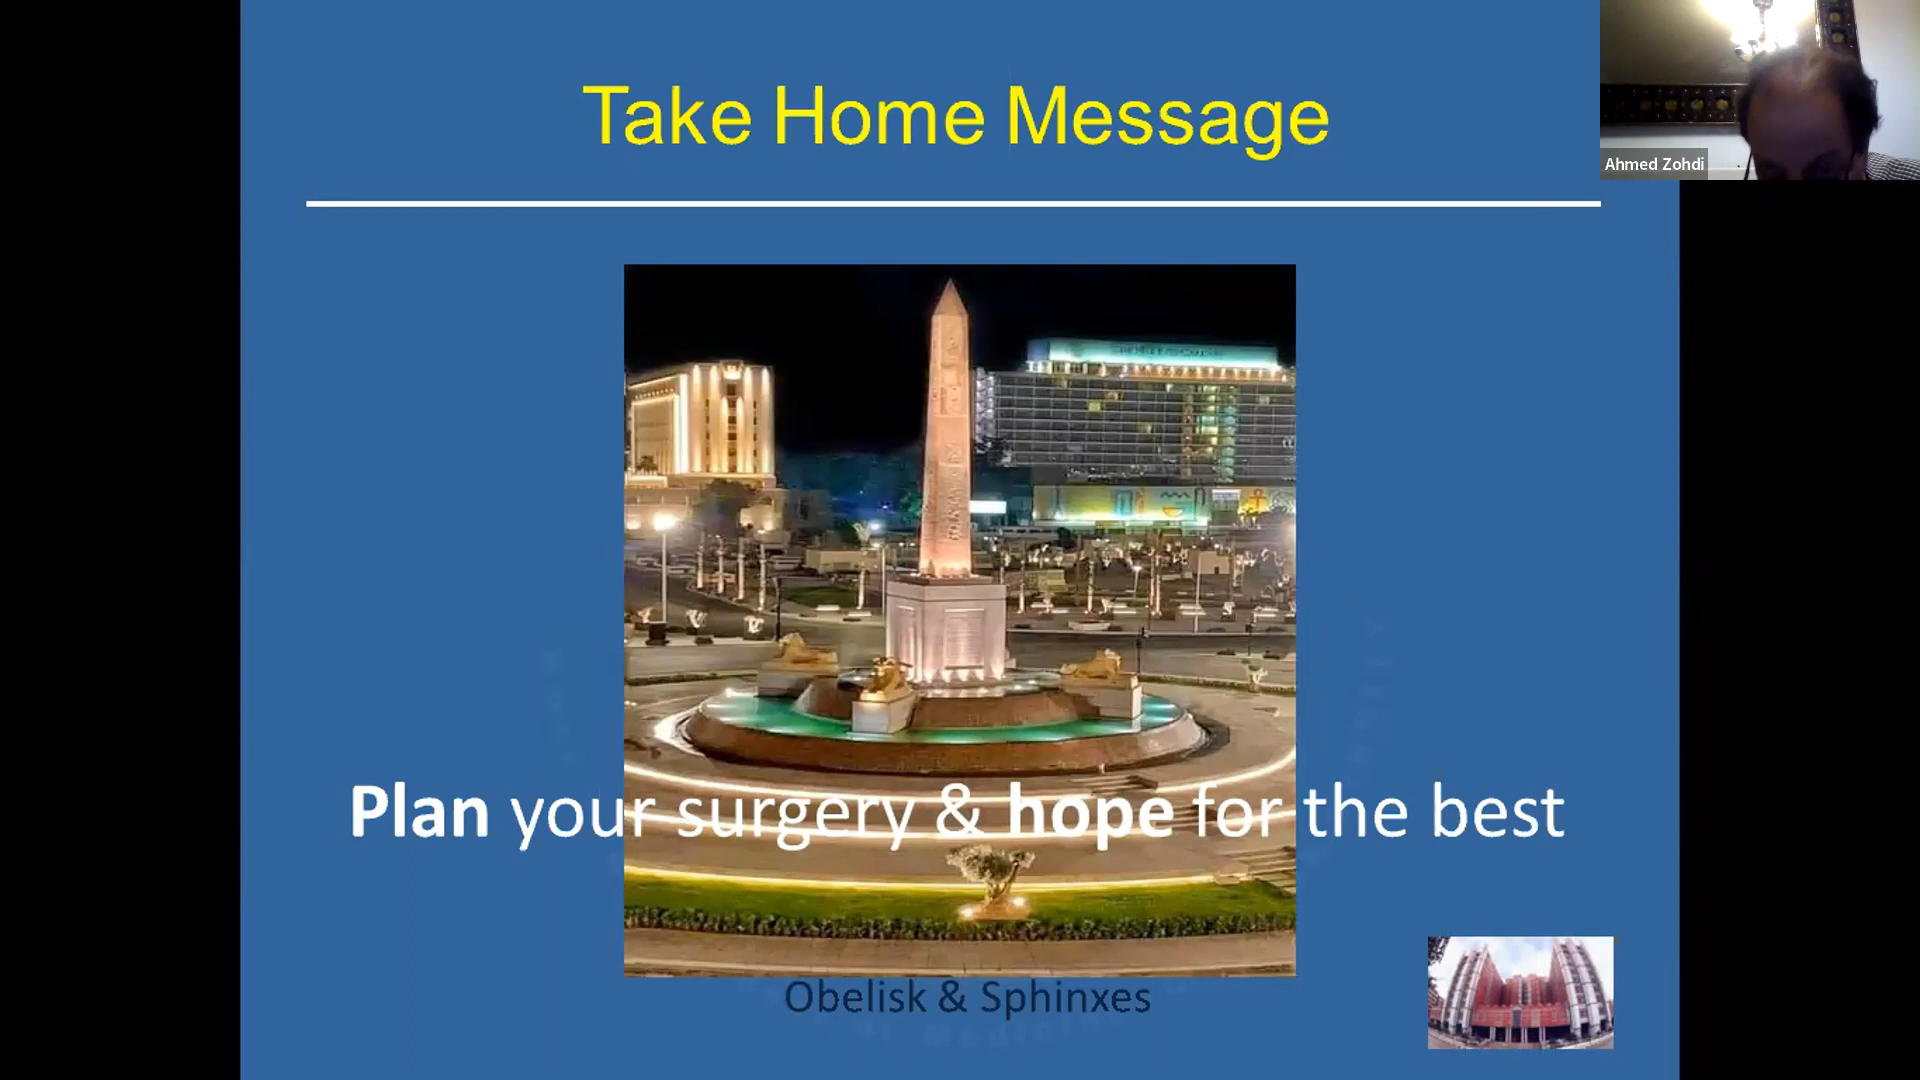 Take Home Message
Ahmed Zohdi
Plan your surgery & hope for the best
Obelisk & Sphinxes